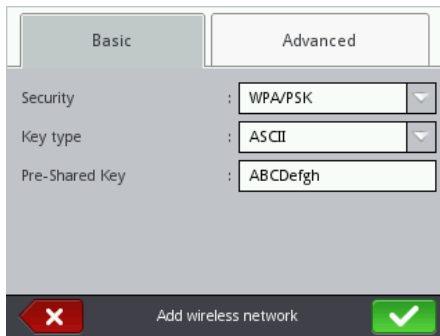 Basic Advanced
Security : WPA/PSK
Key type : ASCII
Pre-Shared Key : ABCDefgh
Add wireless network